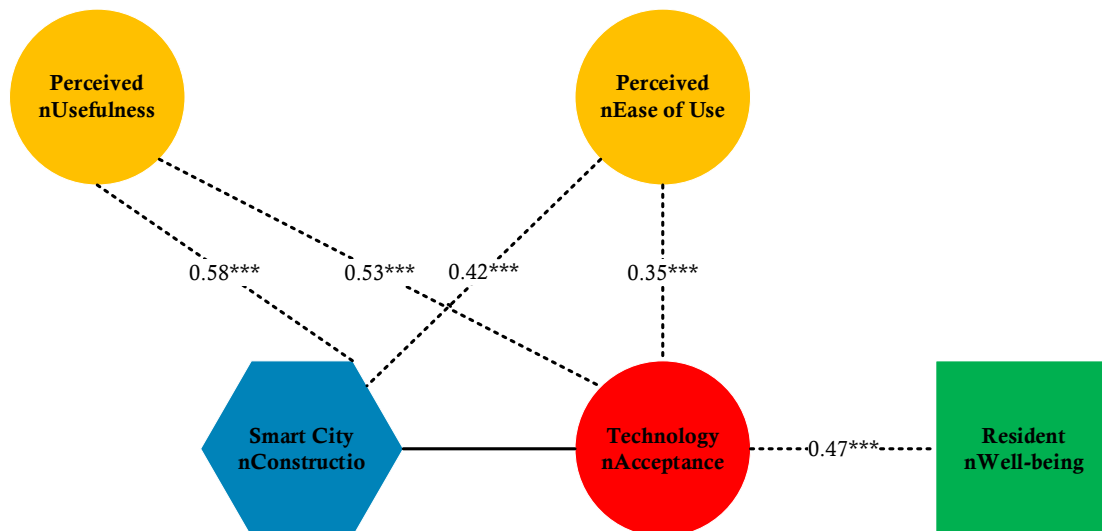 Perceived
nUsefulness
Perceived
nEase of Use
0.58***
0.53***
0.42***
0.35***
Smart City
nConstructio
Technology
nAcceptance
0.47***
Resident
nWell-being